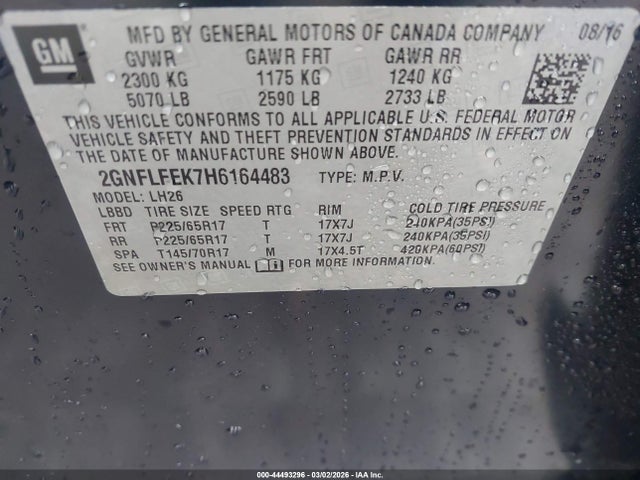 GM
MFD BY GENERAL MOTORS OF CANADA COMPANY 08/16
GVWR GAWR FRT GAWR RR
2300 KG 1175 KG 1240 KG
5070 LB 2590 LB 2733 LB
THIS VEHICLE CONFORMS TO ALL APPLICABLE U.S. FEDERAL MOTOR
VEHICLE SAFETY AND THEFT PREVENTION STANDARDS IN EFFECT ON
THE DATE OF MANUFACTURE SHOWN ABOVE.
2GNFLFEK7H6164483 TYPE: M.P.V.
MODEL: LH26
LBBD TIRE SIZE SPEED RTG RIM COLD TIRE PRESSURE
FRT P225/65R17 T 17X7J 240KPA(35PSI)
RR P225/65R17 T 17X7J 240KPA(35PSI)
SPA T145/70R17 M 17X4.5T 420KPA(60PSI)
SEE OWNER'S MANUAL FOR MORE INFORMATION
000-44493296 - 03/02/2026 - IAA Inc.